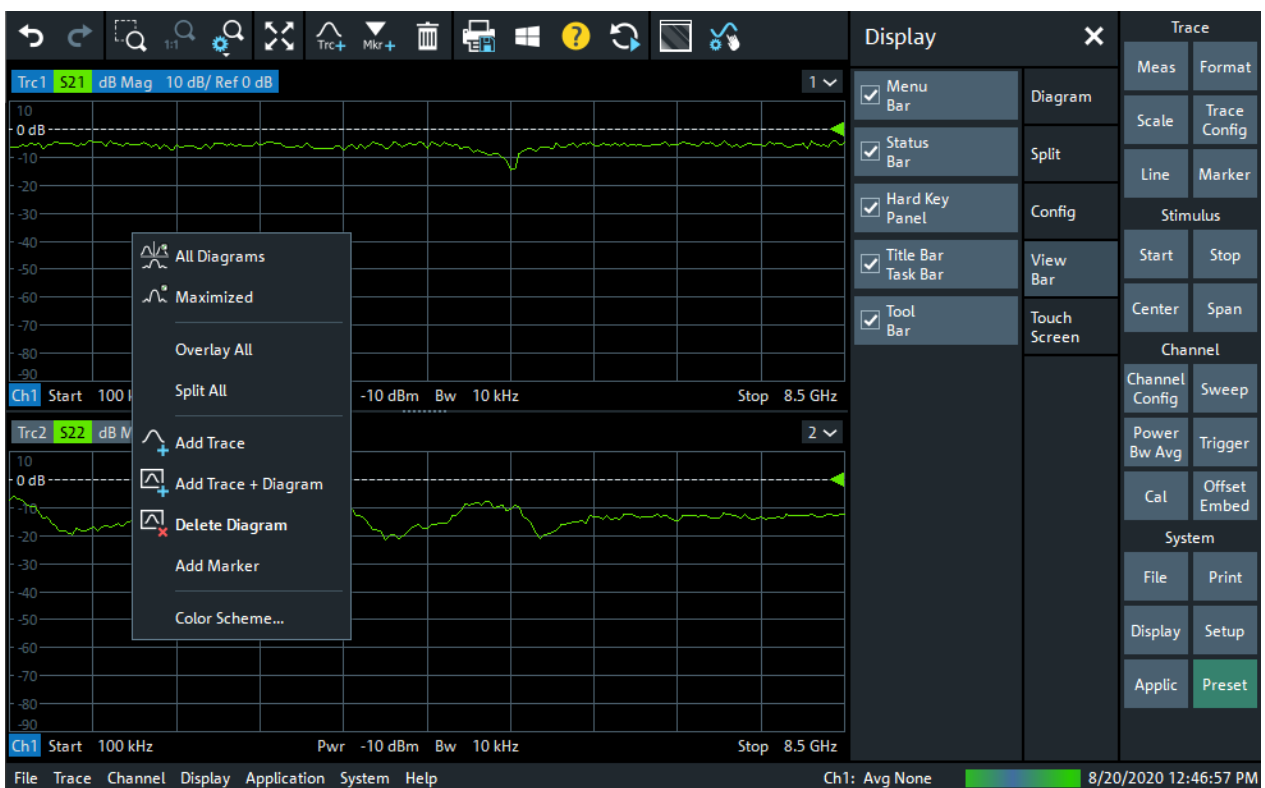 1:1
Trc+
Mkr+
?
Trc1 S21 dB Mag 10 dB/ Ref 0 dB
1
10
0 dB
-10
-20
-30
-40
-50
-60
-70
-80
-90
Ch1 Start 100 k
-10 dBm Bw 10 kHz
Stop 8.5 GHz
All Diagrams
Maximized
Overlay All
Split All
Add Trace
Add Trace + Diagram
Delete Diagram
Add Marker
Color Scheme...
Trc2 S22 dB M
2
10
0 dB
-10
-20
-30
-40
-50
-60
-70
-80
-90
Ch1 Start 100 kHz
Pwr -10 dBm Bw 10 kHz
Stop 8.5 GHz
Display
Menu
Bar
Status
Bar
Hard Key
Panel
Title Bar
Task Bar
Tool
Bar
Diagram
Split
Config
View
Bar
Touch
Screen
Trace
Meas
Format
Scale
Trace
Config
Line
Marker
Stimulus
Start
Stop
Center
Span
Channel
Channel
Config
Sweep
Power
Bw Avg
Trigger
Cal
Offset
Embed
System
File
Print
Display
Setup
Applic
Preset
File Trace Channel Display Application System Help
Ch1: Avg None
8/20/2020 12:46:57 PM